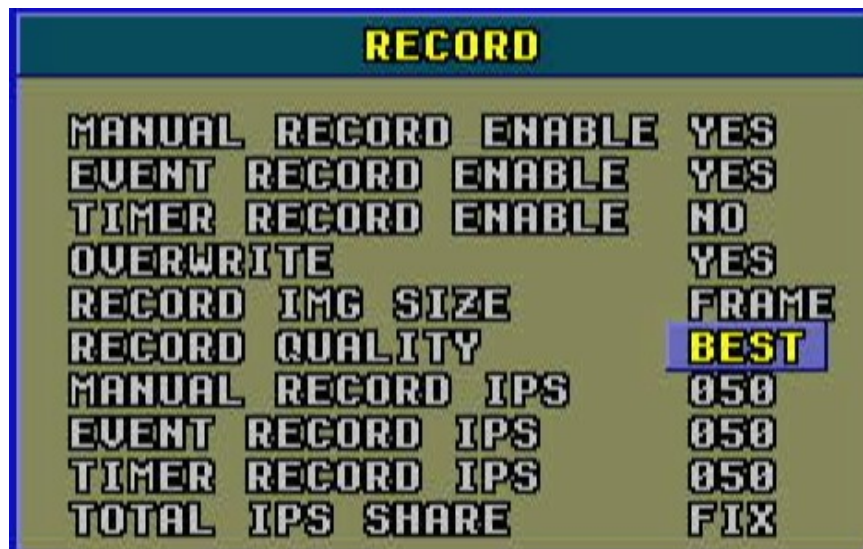 RECORD
MANUAL RECORD ENABLE YES
EVENT RECORD ENABLE YES
TIMER RECORD ENABLE NO
OVERWRITE YES
RECORD IMG SIZE FRAME
RECORD QUALITY BEST
MANUAL RECORD IPS 050
EVENT RECORD IPS 050
TIMER RECORD IPS 050
TOTAL IPS SHARE FIX